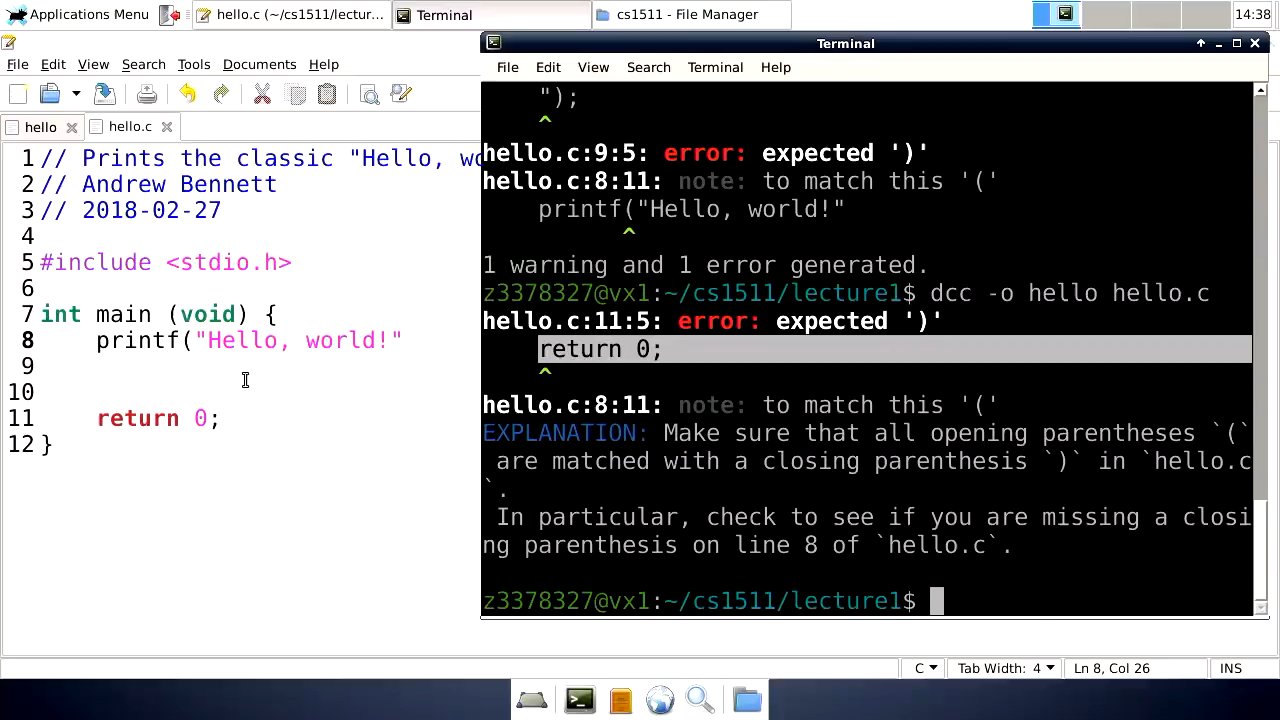 Applications Menu
hello.c (~/cs1511/lectur...
Terminal
cs1511 - File Manager
14:38
File Edit View Search Tools Documents Help
hello
hello.c
1 // Prints the classic "Hello, wo
2 // Andrew Bennett
3 // 2018-02-27
4
5 #include <stdio.h>
6
7 int main (void) {
8     printf("Hello, world!"
9
10
11     return 0;
12 }
Terminal
File Edit View Search Terminal Help
    ");
    ^
hello.c:9:5: error: expected ')'
hello.c:8:11: note: to match this '('
    printf("Hello, world!"
          ^
1 warning and 1 error generated.
z3378327@vx1:~/cs1511/lecture1$ dcc -o hello hello.c
hello.c:11:5: error: expected ')'
    return 0;
    ^
hello.c:8:11: note: to match this '('
EXPLANATION: Make sure that all opening parentheses `(`
 are matched with a closing parenthesis `)` in `hello.c
`.
 In particular, check to see if you are missing a closi
ng parenthesis on line 8 of `hello.c`.
z3378327@vx1:~/cs1511/lecture1$
C
Tab Width: 4
Ln 8, Col 26
INS